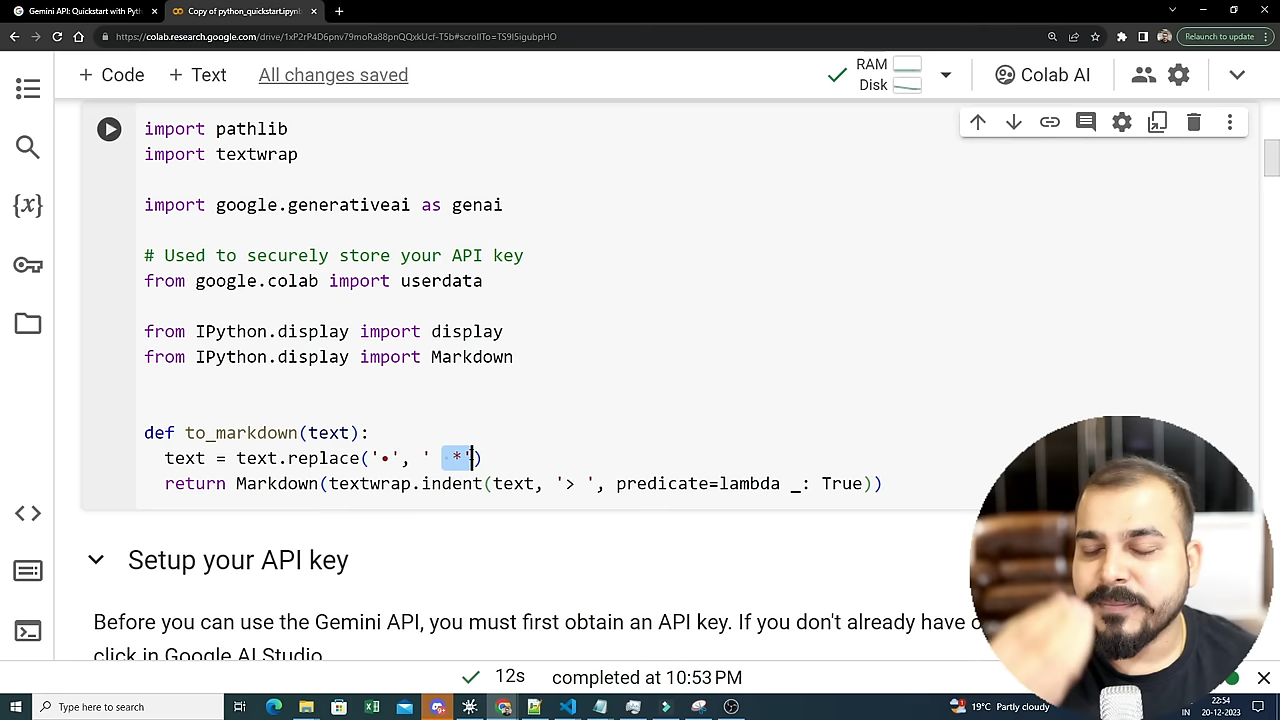 Gemini API: Quickstart with Pyth
Copy of python_quickstart.ipynb
https://colab.research.google.com/drive/1xP2rP4D6pnv79moRa88pnQQxkUcf-T5b#scrollTo=TS9l5igubpHO
Relaunch to update
+ Code + Text All changes saved
RAM
Disk
Colab AI
import pathlib
import textwrap
import google.generativeai as genai
# Used to securely store your API key
from google.colab import userdata
from IPython.display import display
from IPython.display import Markdown
def to_markdown(text):
text = text.replace('•', '  *')
return Markdown(textwrap.indent(text, '> ', predicate=lambda _: True))
Setup your API key
Before you can use the Gemini API, you must first obtain an API key. If you don't already have
click in Google AI Studio
12s completed at 10:53 PM
Type here to search
19°C Partly cloudy
IN
22:54
20-12-2023